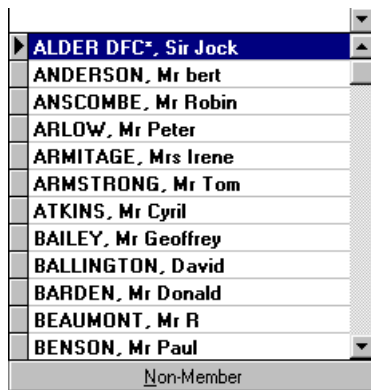 ALDER DFC*, Sir Jock
ANDERSON, Mr bert
ANSCOMBE, Mr Robin
ARLOW, Mr Peter
ARMITAGE, Mrs Irene
ARMSTRONG, Mr Tom
ATKINS, Mr Cyril
BAILEY, Mr Geoffrey
BALLINGTON, David
BARDEN, Mr Donald
BEAUMONT, Mr R
BENSON, Mr Paul
Non-Member